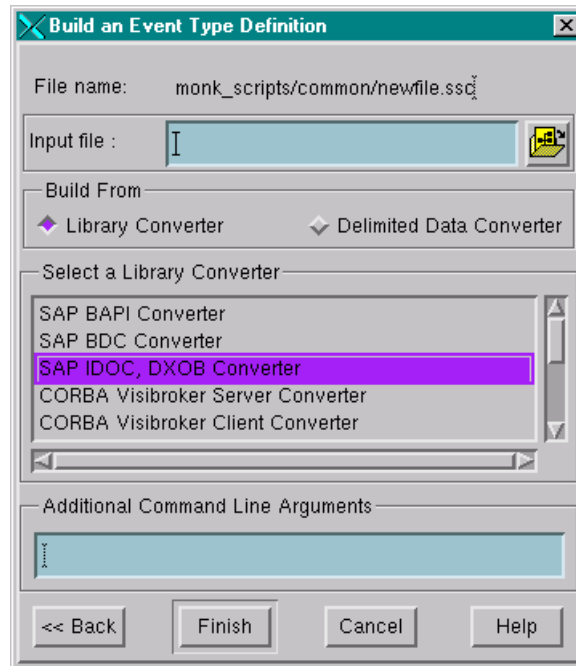 Build an Event Type Definition
File name: monk_scripts/common/newfile.ssc
Input file :
Build From
Library Converter Delimited Data Converter
Select a Library Converter
SAP BAPI Converter
SAP BDC Converter
SAP IDOC, DXOB Converter
CORBA Visibroker Server Converter
CORBA Visibroker Client Converter
Additional Command Line Arguments
<< Back Finish Cancel Help